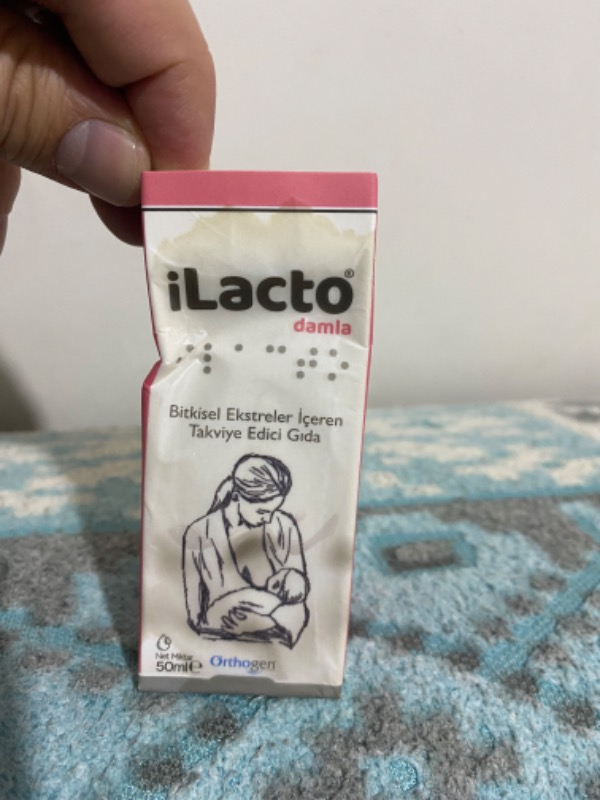 iLacto®
damla
Bitkisel Ekstreler İçeren
Takviye Edici Gıda
Net Miktar
50ml℮
Orthogen